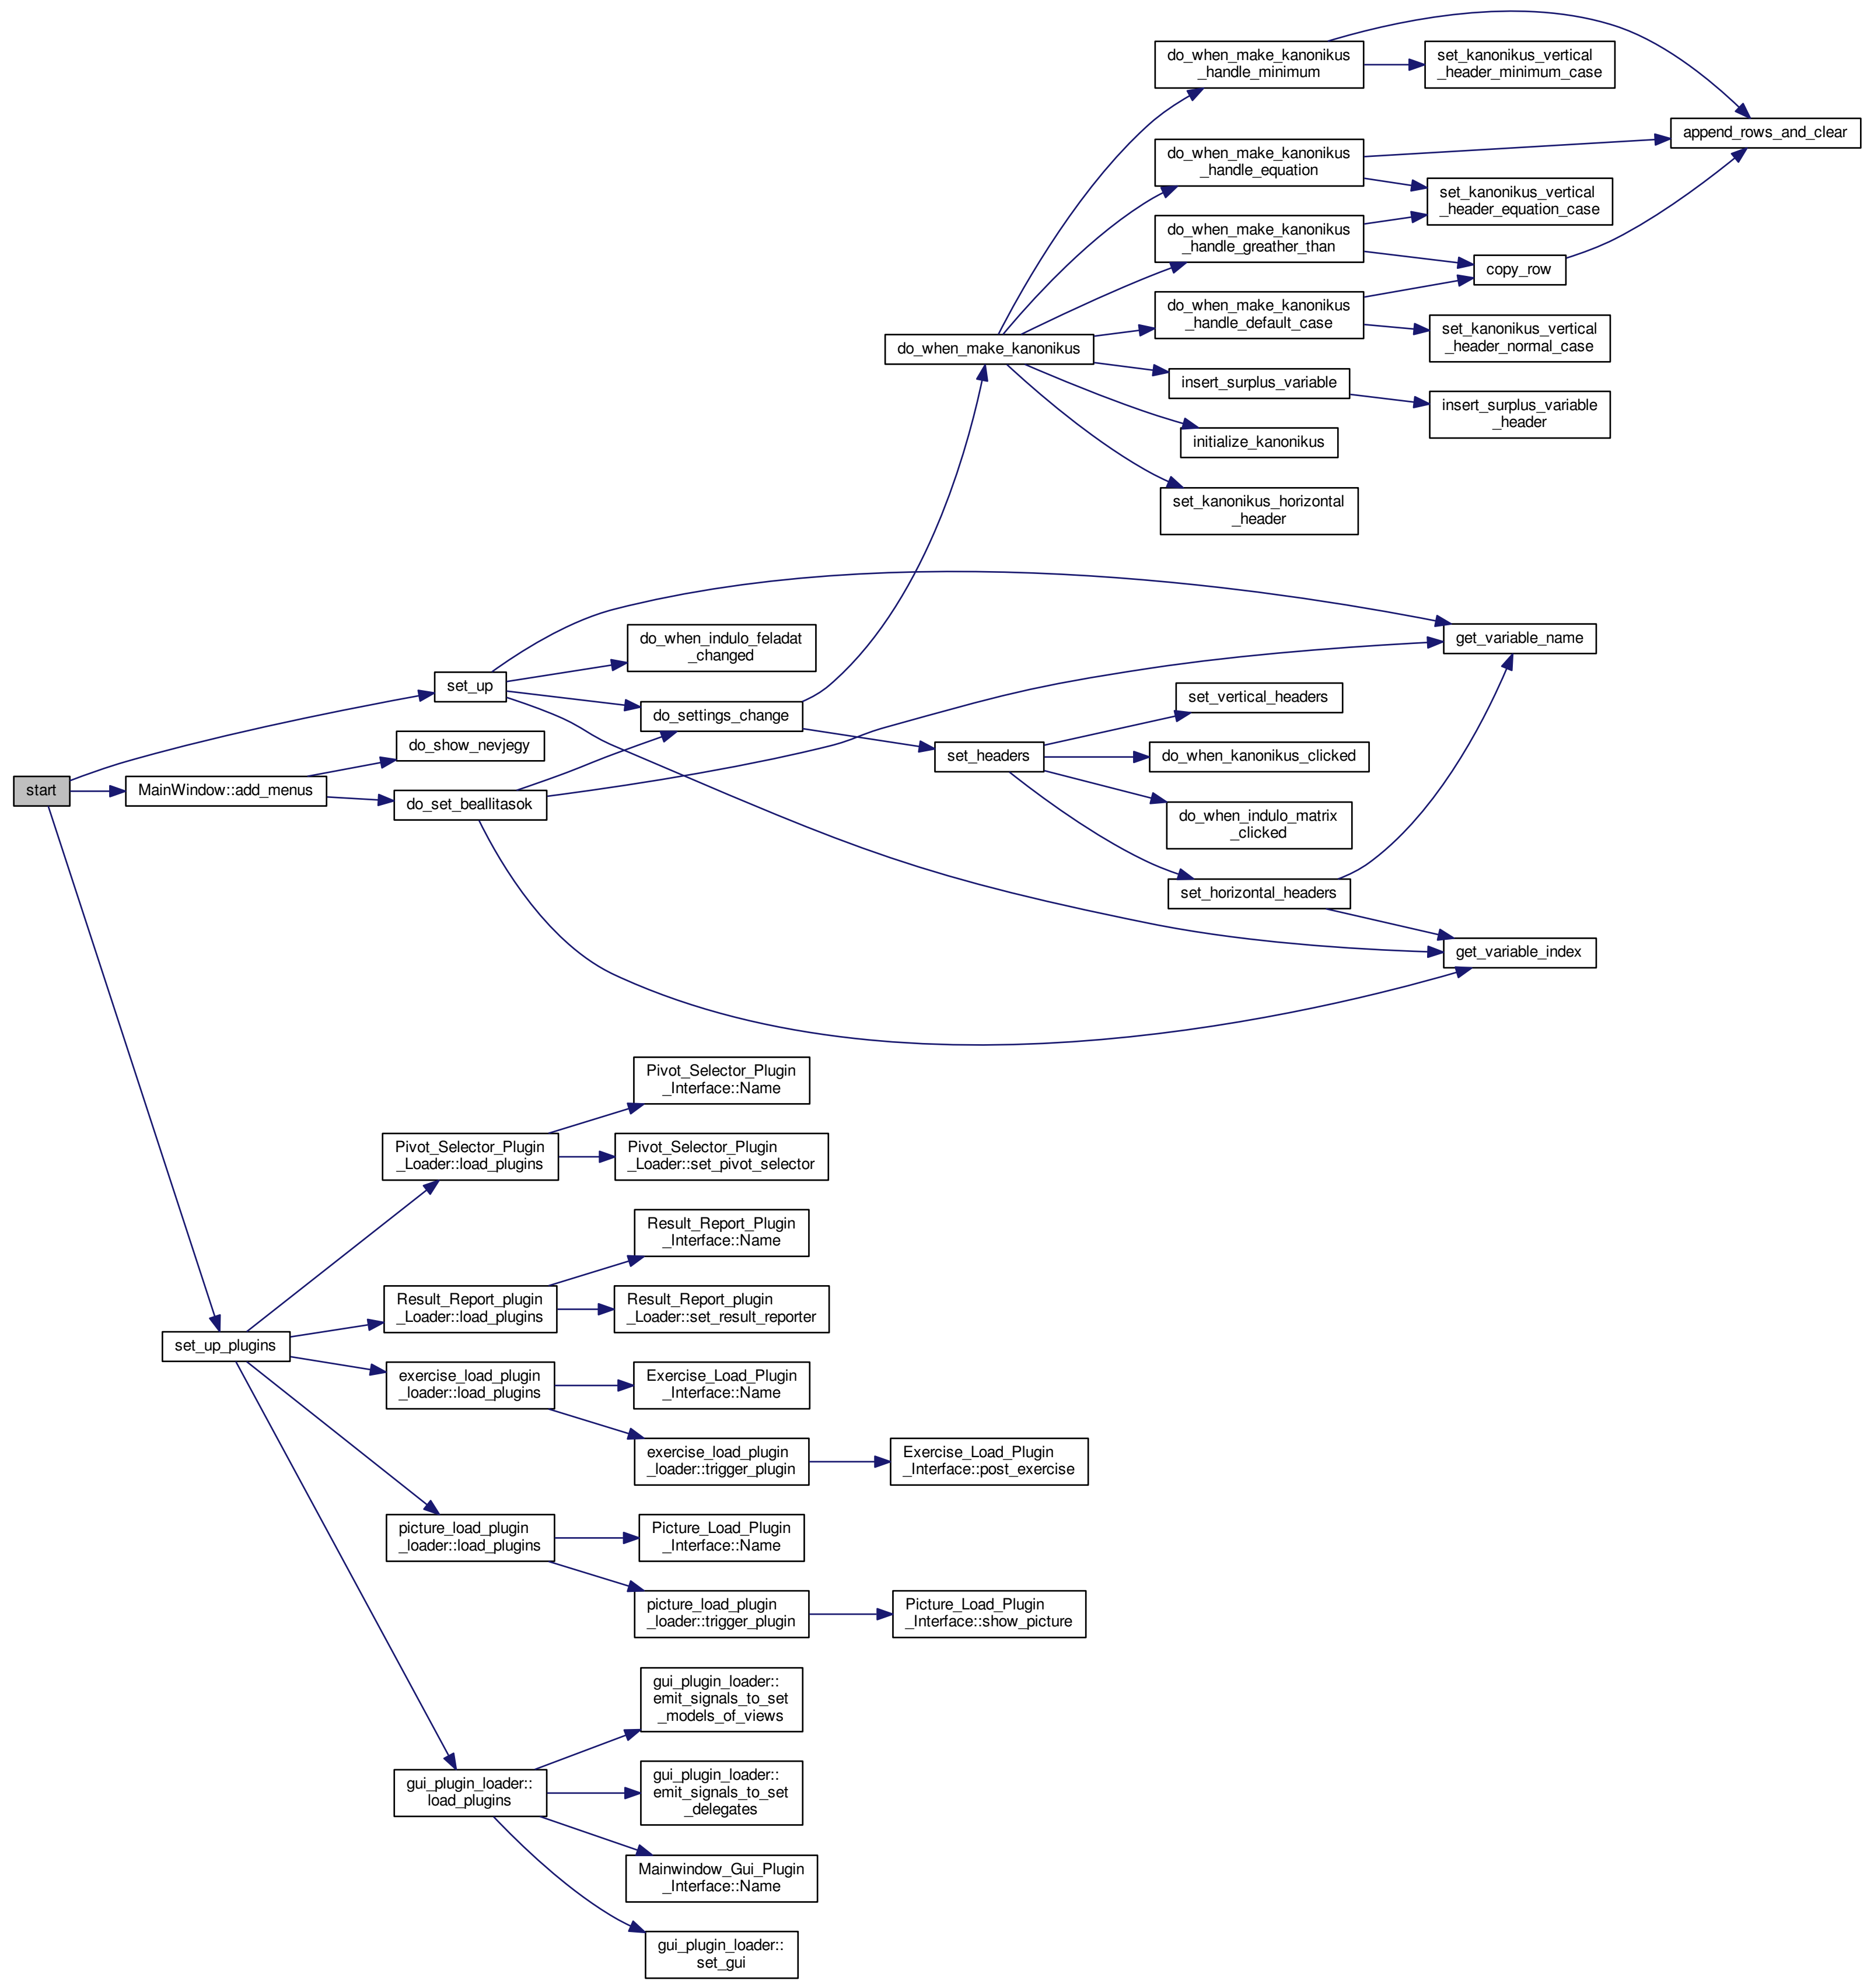 do_when_make_kanonikus
_handle_minimum
set_kanonikus_vertical
_header_minimum_case
append_rows_and_clear
do_when_make_kanonikus
_handle_equation
set_kanonikus_vertical
_header_equation_case
do_when_make_kanonikus
_handle_greather_than
copy_row
do_when_make_kanonikus
_handle_default_case
set_kanonikus_vertical
_header_normal_case
do_when_make_kanonikus
insert_surplus_variable
insert_surplus_variable
_header
initialize_kanonikus
set_kanonikus_horizontal
_header
do_when_indulo_feladat
_changed
get_variable_name
set_up
set_vertical_headers
do_settings_change
do_show_nevjegy
set_headers
do_when_kanonikus_clicked
start
MainWindow::add_menus
do_set_beallitasok
do_when_indulo_matrix
_clicked
set_horizontal_headers
get_variable_index
Pivot_Selector_Plugin
_Interface::Name
Pivot_Selector_Plugin
_Loader::load_plugins
Pivot_Selector_Plugin
_Loader::set_pivot_selector
Result_Report_Plugin
_Interface::Name
Result_Report_plugin
_Loader::load_plugins
Result_Report_plugin
_Loader::set_result_reporter
set_up_plugins
exercise_load_plugin
_loader::load_plugins
Exercise_Load_Plugin
_Interface::Name
exercise_load_plugin
_loader::trigger_plugin
Exercise_Load_Plugin
_Interface::post_exercise
picture_load_plugin
_loader::load_plugins
Picture_Load_Plugin
_Interface::Name
picture_load_plugin
_loader::trigger_plugin
Picture_Load_Plugin
_Interface::show_picture
gui_plugin_loader::
emit_signals_to_set
_models_of_views
gui_plugin_loader::
load_plugins
gui_plugin_loader::
emit_signals_to_set
_delegates
Mainwindow_Gui_Plugin
_Interface::Name
gui_plugin_loader::
set_gui